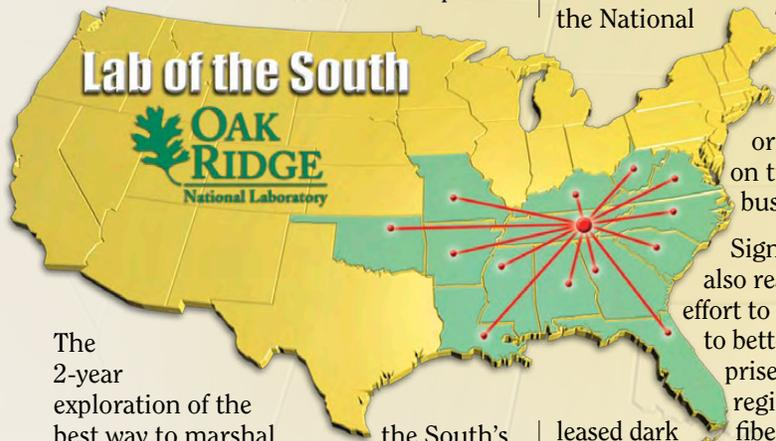 the National
Lab of the South
OAK
RIDGE
National Laboratory
or
on t
bus
Sign
also re
effort to
to bett
prise
regi
fibe
The
2-year
exploration of the
best way to marshal
the South's
leased dark